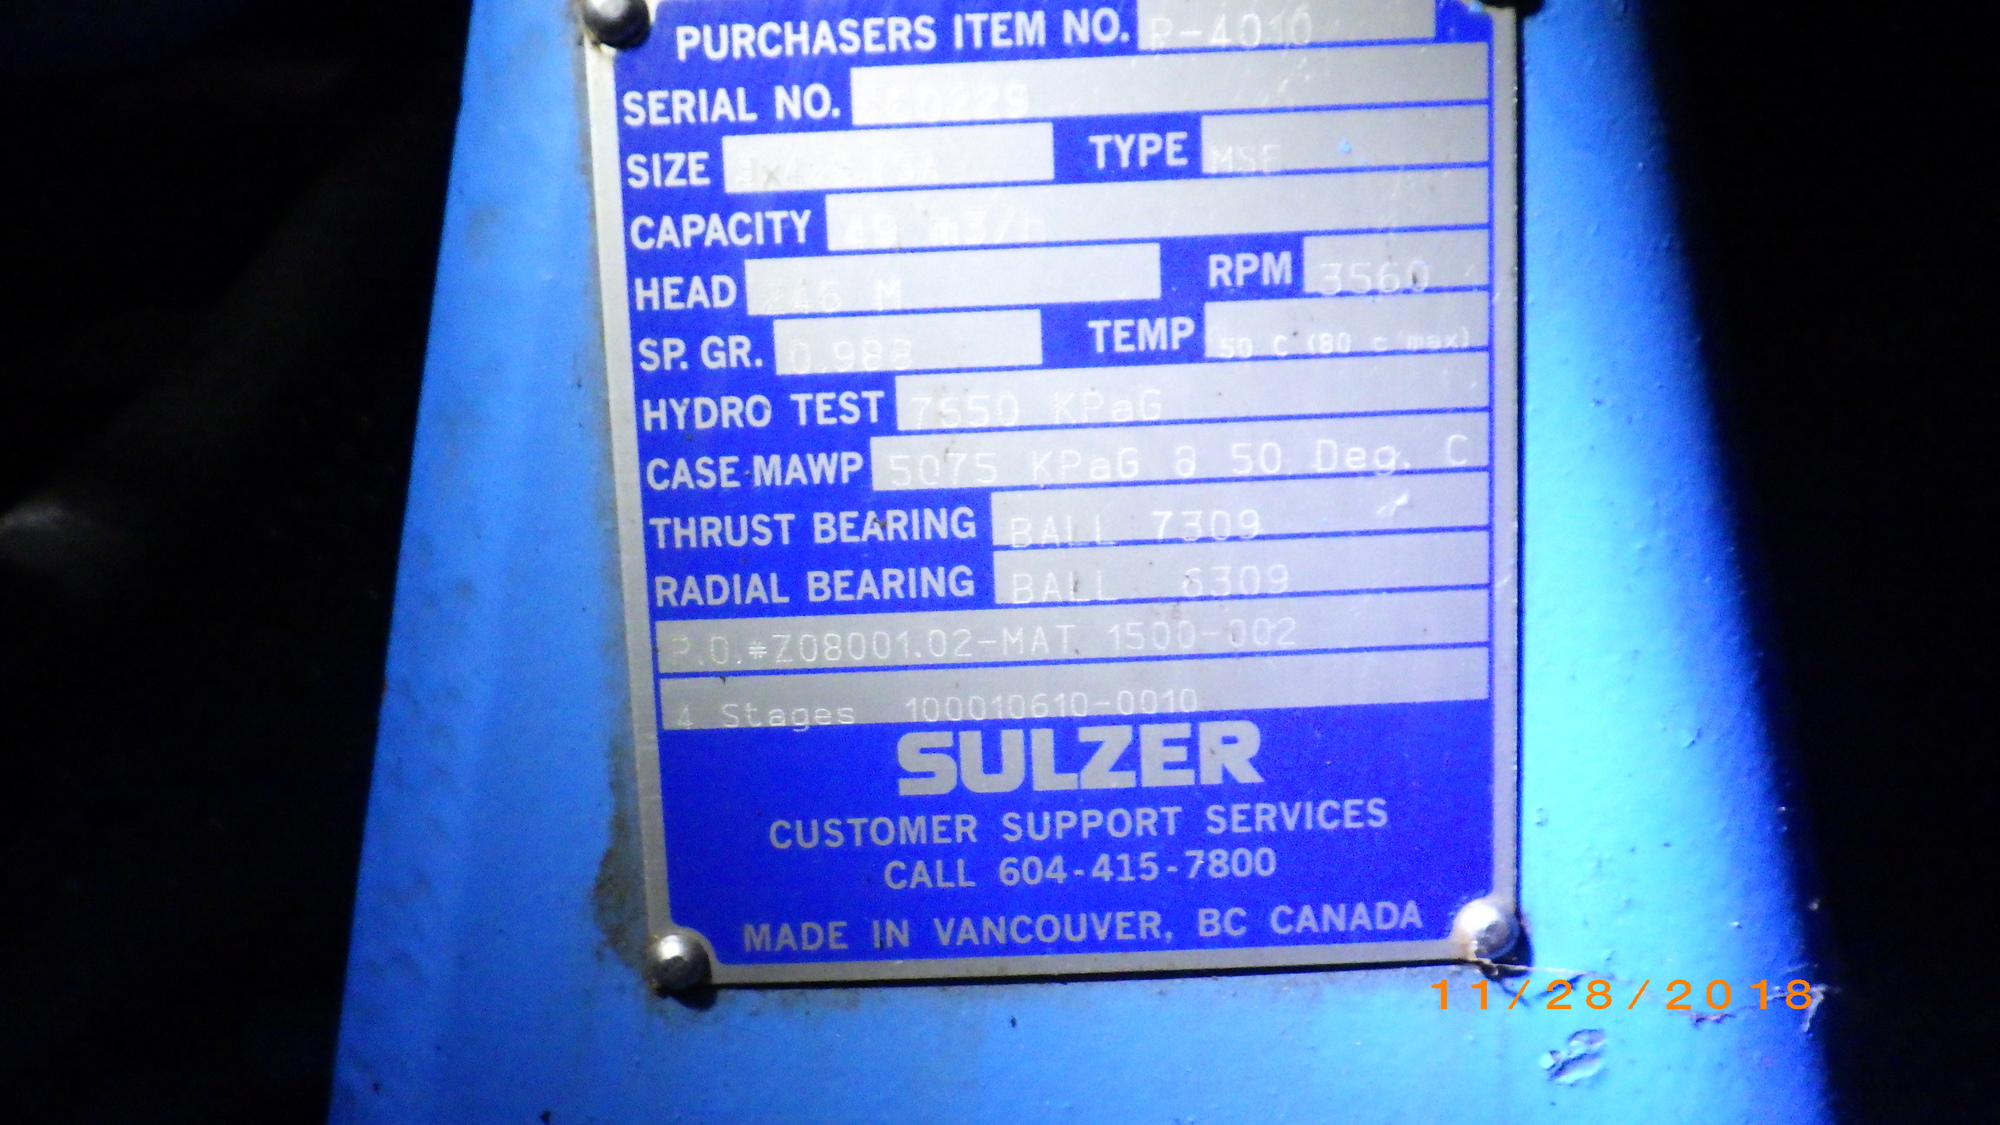 PURCHASERS ITEM NO. P-4010
SERIAL NO.
SIZE TYPE MSE
CAPACITY 49 m3/h
HEAD M RPM 3560
SP. GR. 0.988 TEMP 50 C (80 c max)
HYDRO TEST 7650 KPaG
CASE MAWP 5075 KPaG @ 50 Deg. C
THRUST BEARING BALL 7309
RADIAL BEARING BALL 6309
P.O.#Z08001.02-MAT 1500-002
4 Stages 100010610-0010
SULZER
CUSTOMER SUPPORT SERVICES
CALL 604-415-7800
MADE IN VANCOUVER, BC CANADA
11/28/2018